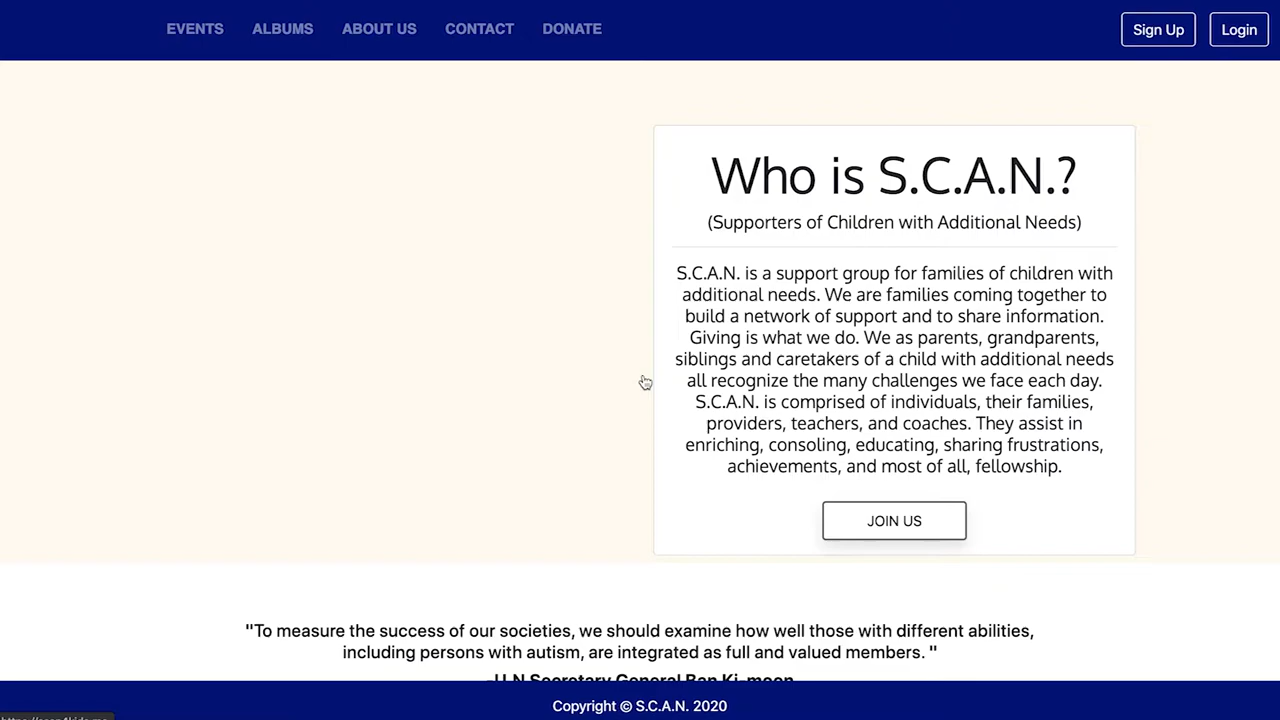 EVENTS ALBUMS ABOUT US CONTACT DONATE Sign Up Login
Who is S.C.A.N.?
(Supporters of Children with Additional Needs)
S.C.A.N. is a support group for families of children with
additional needs. We are families coming together to
build a network of support and to share information.
Giving is what we do. We as parents, grandparents,
siblings and caretakers of a child with additional needs
all recognize the many challenges we face each day.
S.C.A.N. is comprised of individuals, their families,
providers, teachers, and coaches. They assist in
enriching, consoling, educating, sharing frustrations,
achievements, and most of all, fellowship.
JOIN US
"To measure the success of our societies, we should examine how well those with different abilities,
including persons with autism, are integrated as full and valued members. "
-U.N Secretary General Ban Ki-moon
Copyright © S.C.A.N. 2020